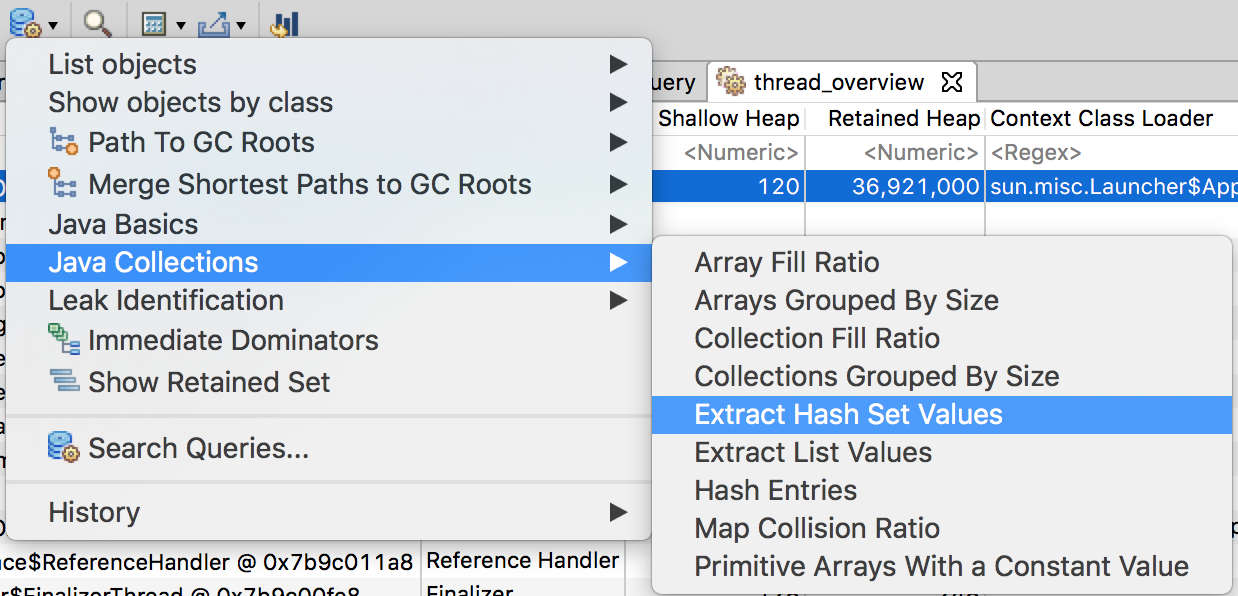 List objects
Show objects by class
Path To GC Roots
Merge Shortest Paths to GC Roots
Java Basics
Java Collections
Leak Identification
Immediate Dominators
Show Retained Set
Search Queries...
History
uery thread_overview
Shallow Heap Retained Heap Context Class Loader
<Numeric> <Numeric> <Regex>
120 36,921,000 sun.misc.Launcher$App
Array Fill Ratio
Arrays Grouped By Size
Collection Fill Ratio
Collections Grouped By Size
Extract Hash Set Values
Extract List Values
Hash Entries
Map Collision Ratio
Primitive Arrays With a Constant Value
ce$ReferenceHandler @ 0x7b9c011a8 Reference Handler
r$FinalizerThread @ 0x7b9c00fe8 Finalizer